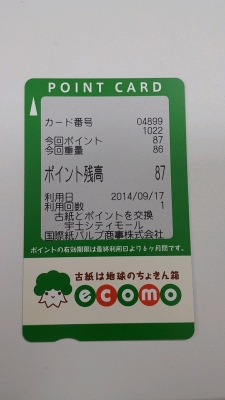 POINT CARD
カード番号 04899
1022
今回ポイント 87
今回重量 86
ポイント残高 87
利用日 2014/09/17
利用回数 1
古紙とポイントを交換
宇土シティモール
国際紙パルプ商事株式会社
ポイントの有効期限は最終利用日より6ヶ月間です。
古紙は地球のちょきん箱
ecomo